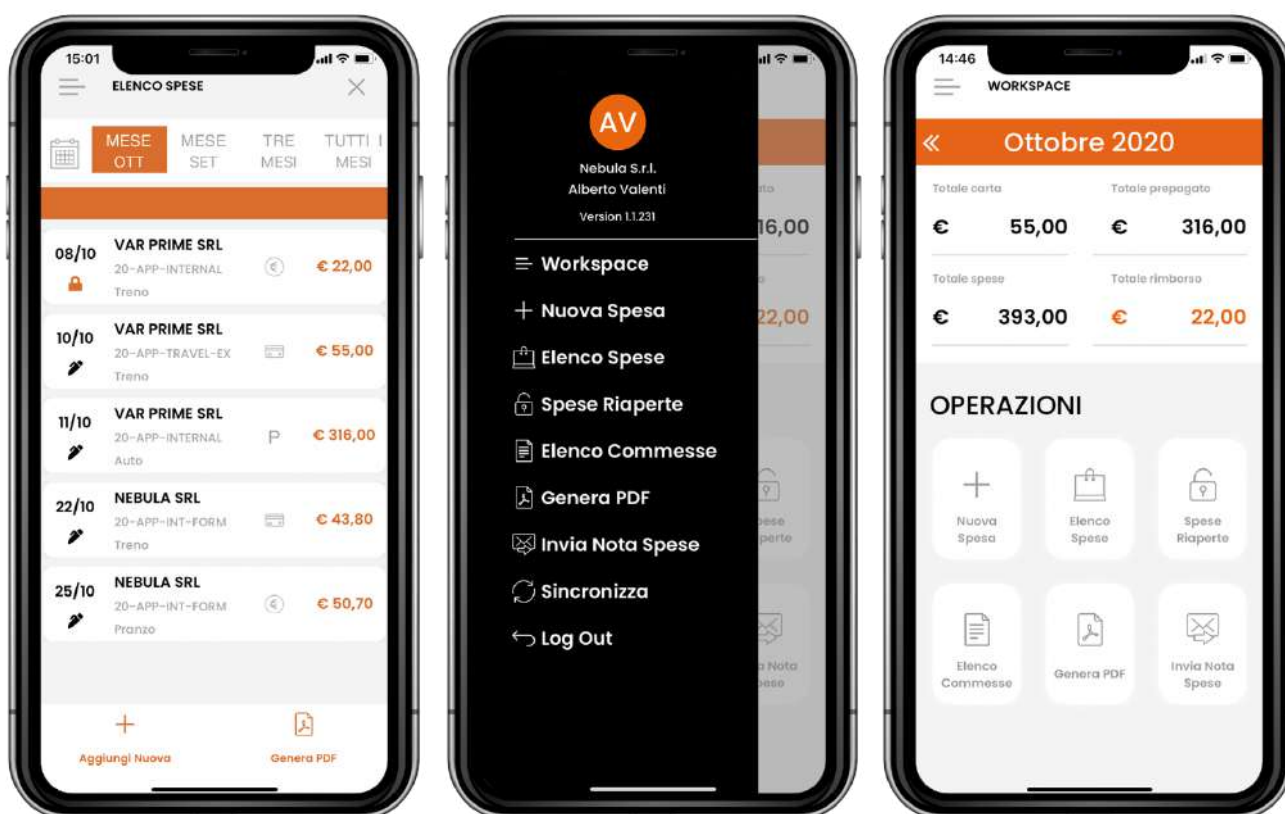 15:01
ELENCO SPESE
MESE OTT
MESE SET
TRE MESI
TUTTI I MESI
08/10
VAR PRIME SRL
20-APP-INTERNAL
Treno
€ 22,00
10/10
VAR PRIME SRL
20-APP-TRAVEL-EX
Treno
€ 55,00
11/10
VAR PRIME SRL
20-APP-INTERNAL
Auto
P
€ 316,00
22/10
NEBULA SRL
20-APP-INT-FORM
Treno
€ 43,80
25/10
NEBULA SRL
20-APP-INT-FORM
Pranzo
€ 50,70
Aggiungi Nuova
Genera PDF
AV
Nebula S.r.l.
Alberto Valenti
Version 1.1.231
Workspace
Nuova Spesa
Elenco Spese
Spese Riaperte
Elenco Commesse
Genera PDF
Invia Nota Spese
Sincronizza
Log Out
16,00
22,00
14:46
WORKSPACE
« Ottobre 2020
Totale carta
Totale prepagato
€ 55,00
€ 316,00
Totale spese
Totale rimborso
€ 393,00
€ 22,00
OPERAZIONI
Nuova Spesa
Elenco Spese
Spese Riaperte
Elenco Commesse
Genera PDF
Invia Nota Spese